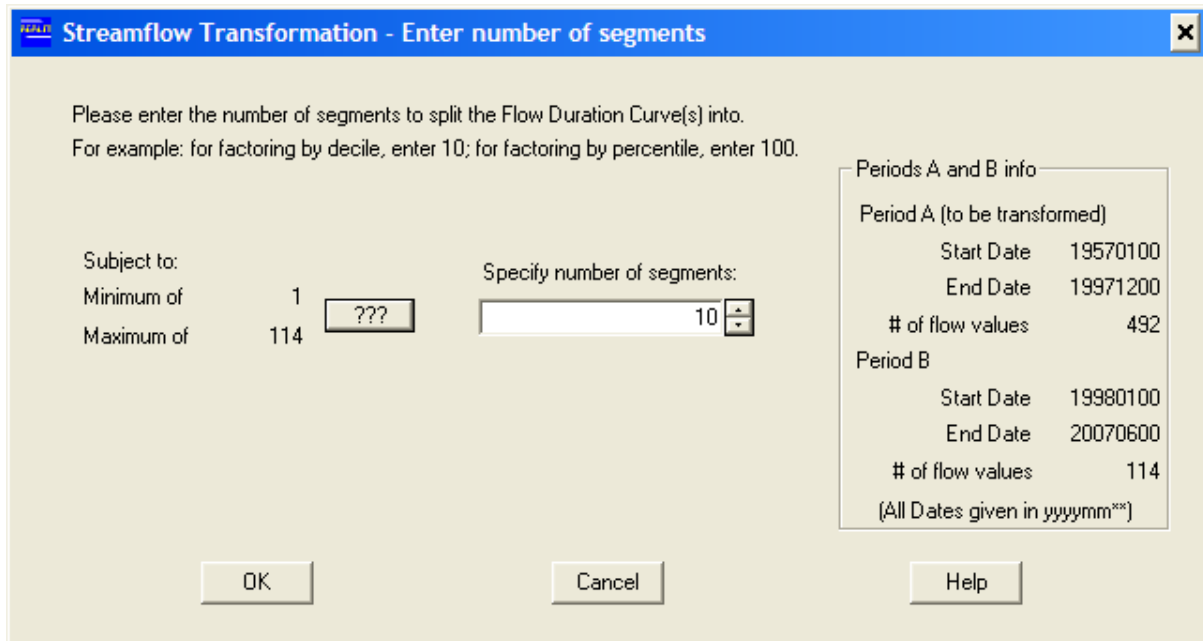 REALM
Streamflow Transformation - Enter number of segments
Please enter the number of segments to split the Flow Duration Curve(s) into.
For example: for factoring by decile, enter 10; for factoring by percentile, enter 100.
Subject to:
Minimum of 1
Maximum of 114
???
Specify number of segments:
10
Periods A and B info
Period A (to be transformed)
Start Date 19570100
End Date 19971200
# of flow values 492
Period B
Start Date 19980100
End Date 20070600
# of flow values 114
(All Dates given in yyyymm**)
OK
Cancel
Help